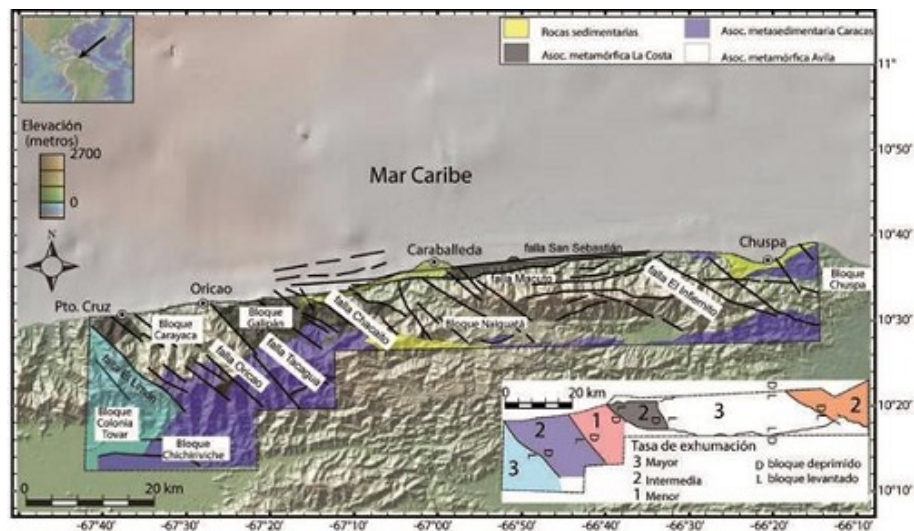 Rocas sedimentarias
Asoc. metasedimentaria Caracas
Asoc. metamórfica La Costa
Asoc. metamórfica Avila
Elevación
(metros)
2700
0
N
Mar Caribe
11°
10°50'
10°40'
10°30'
10°20'
10°10'
Caraballeda
falla San Sebastián
Chuspa
falla Macuto
falla El Infiernito
Bloque
Chuspa
Oricao
Pto. Cruz
Bloque
Carayaca
Bloque
Galipán
falla Chacaito
Bloque Naiguatá
falla Tacagua
falla Oricao
falla El Limón
Bloque
Colonia
Tovar
Bloque
Chichiriviche
0 20 km
3
2
1
2
3
2
D
L
Tasa de exhumación
3 Mayor
2 Intermedia
1 Menor
D bloque deprimido
L bloque levantado
20 km
-67°40' -67°30' -67°20' -67°10' -67°00' -66°50' -66°40' -66°30' -66°20' -66°10'